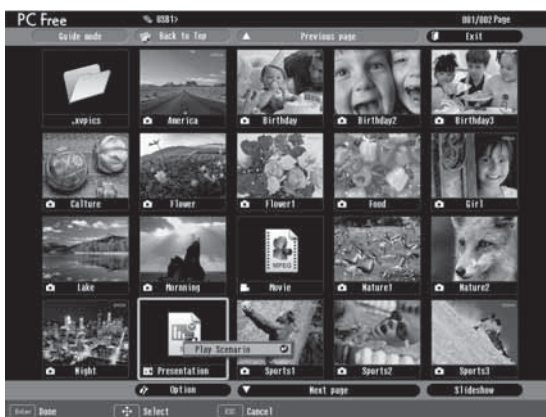 PC Free USB1> 001/002 Page
Guide mode Back to Top Previous page Exit
.xvpics America Birthday Birthday2 Birthday3
Culture Flower Flower1 Food Girl
MPEG
Lake Mornning Movie Nature1 Nature2
Play Scenario
Night Presentation Sports1 Sports2 Sports3
Option Next page Slideshow
Enter Done Select ESC Cancel